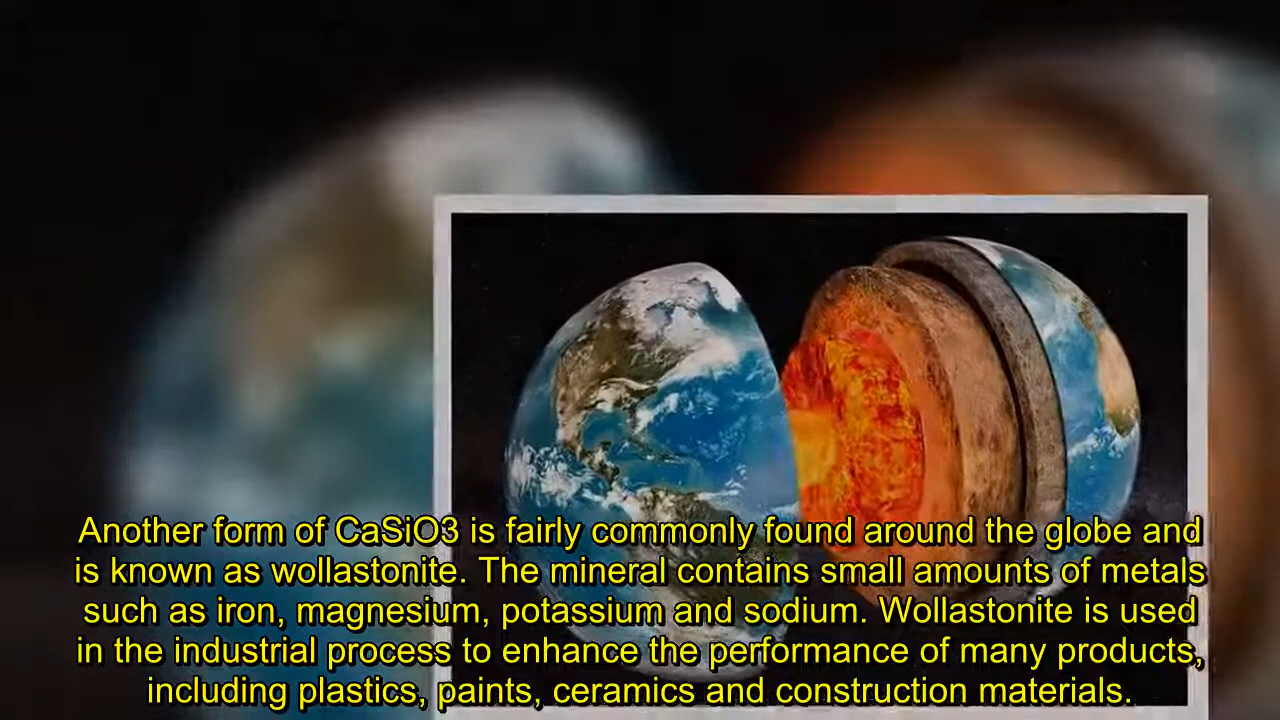 Another form of CaSiO3 is fairly commonly found around the globe and
is known as wollastonite. The mineral contains small amounts of metals
such as iron, magnesium, potassium and sodium. Wollastonite is used
in the industrial process to enhance the performance of many products,
including plastics, paints, ceramics and construction materials.